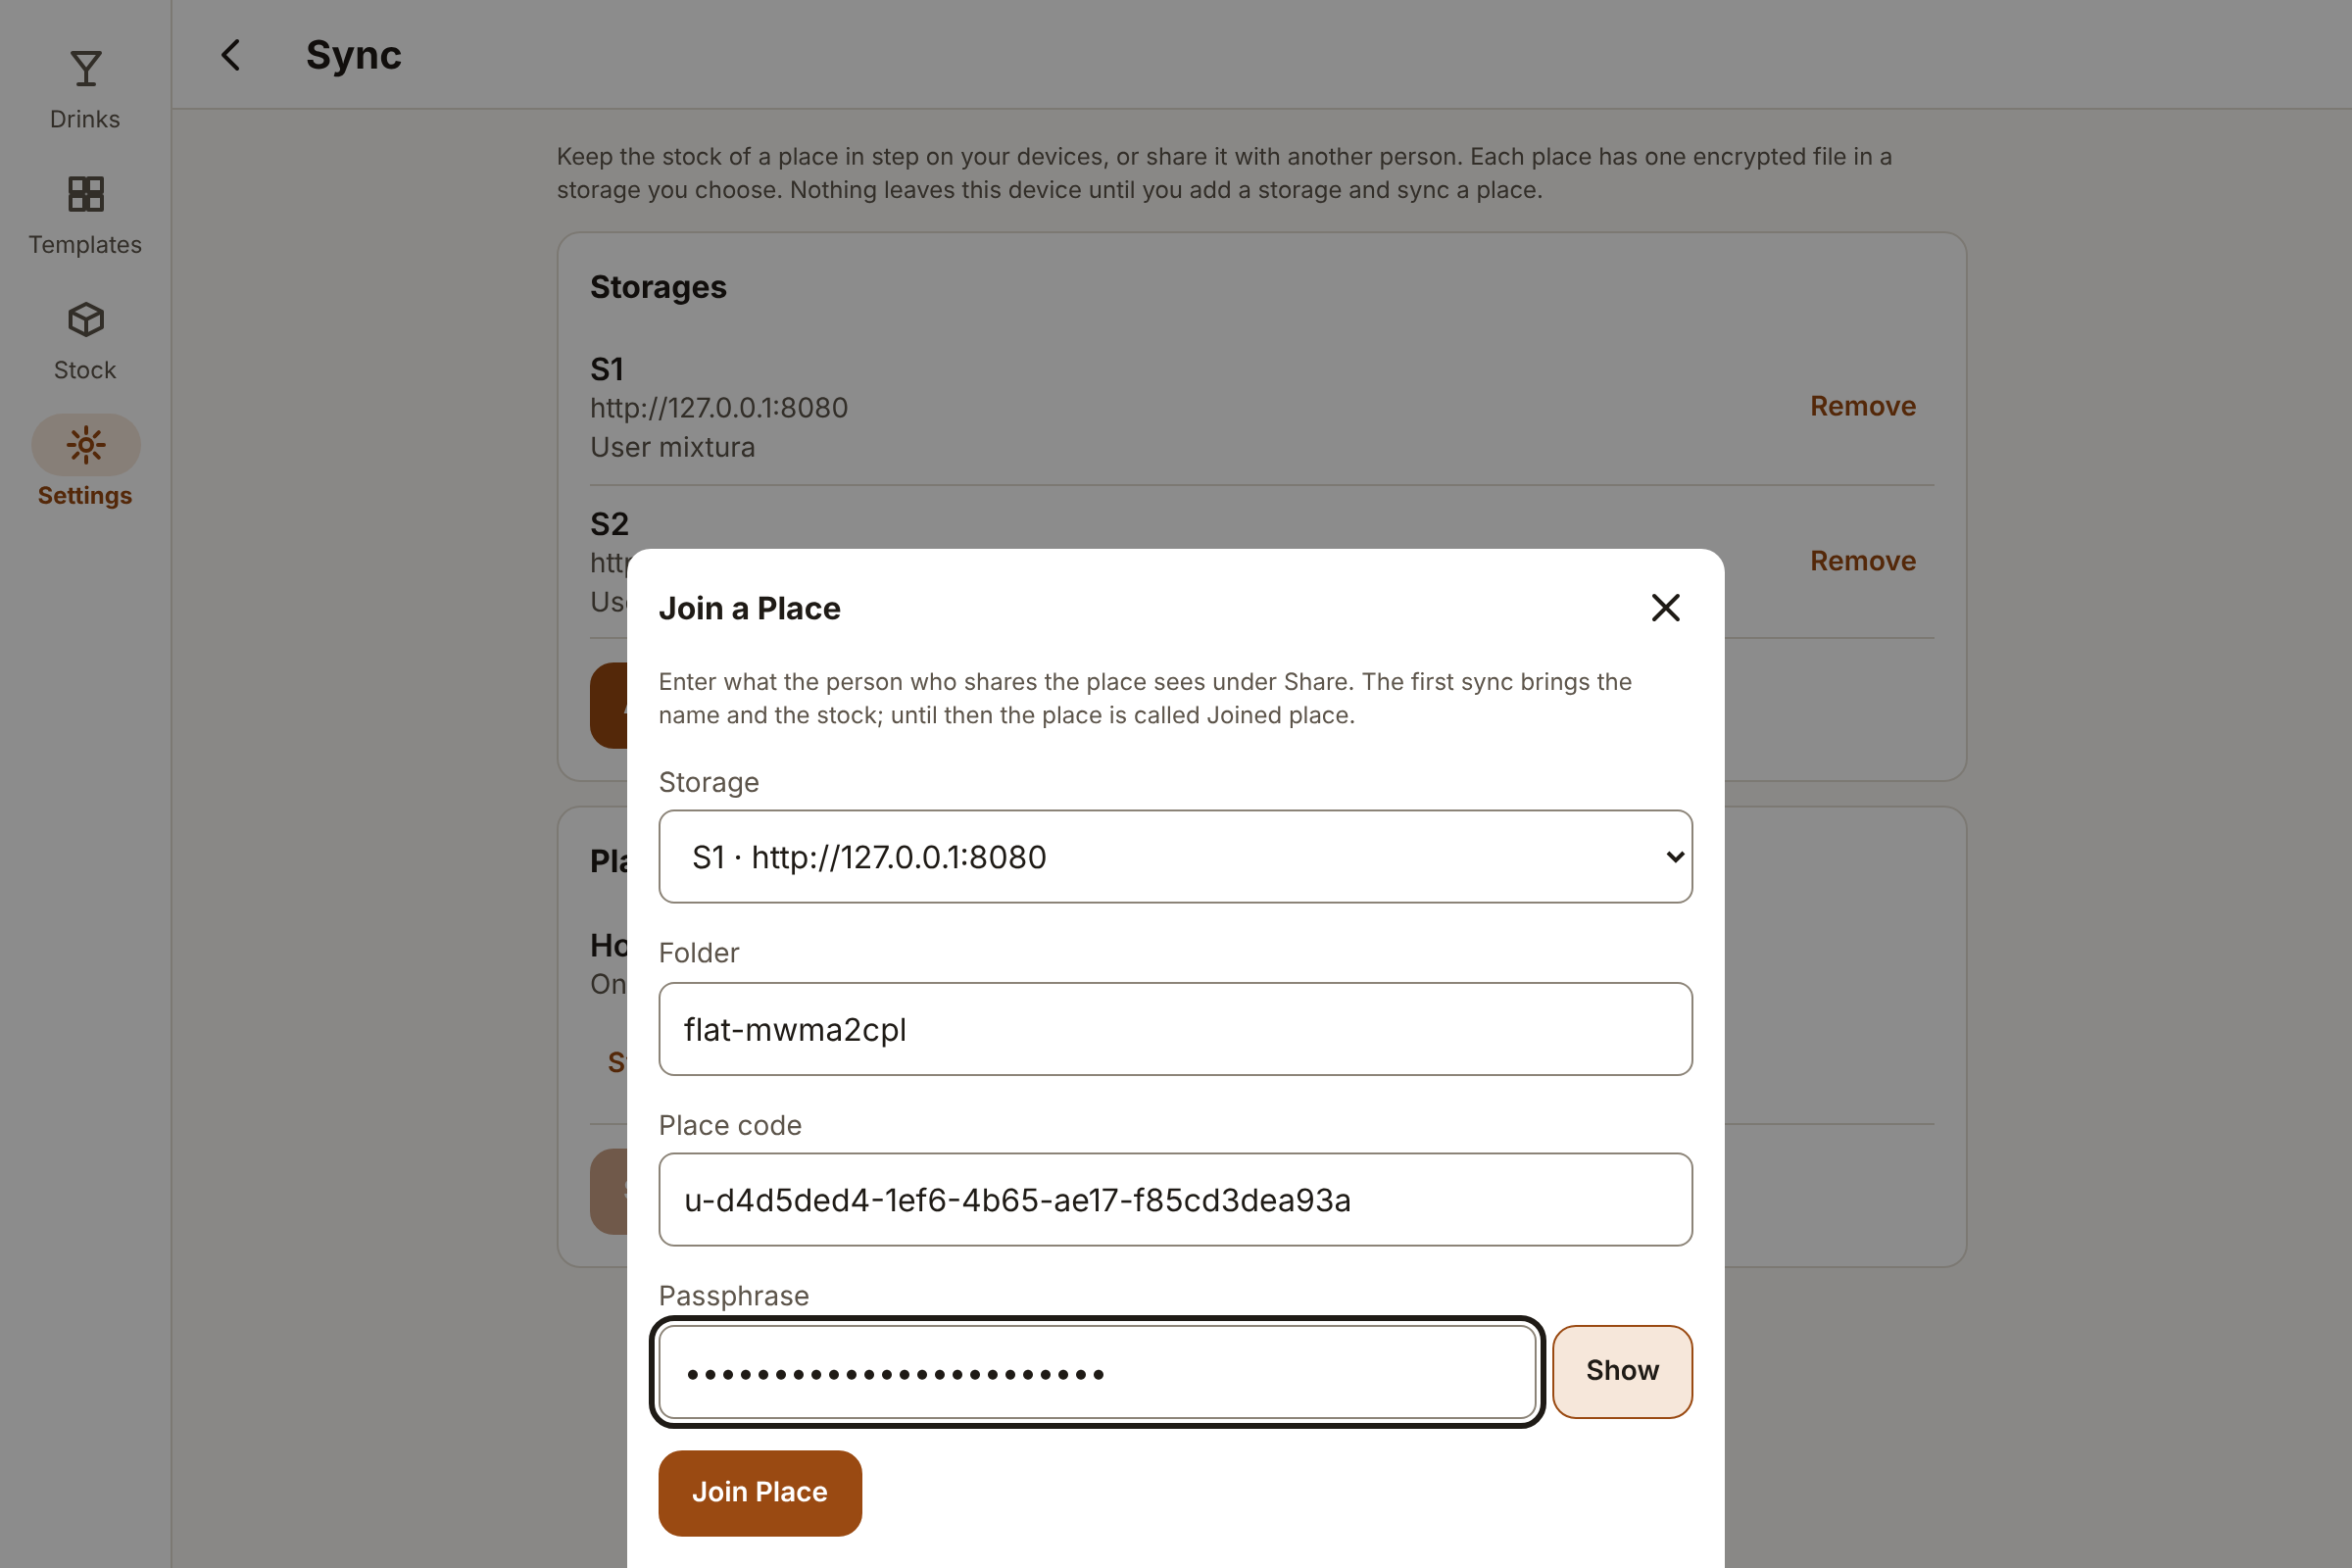 Drinks
Templates
Stock
Settings
Sync
Keep the stock of a place in step on your devices, or share it with another person. Each place has one encrypted file in a
storage you choose. Nothing leaves this device until you add a storage and sync a place.
Storages
S1
http://127.0.0.1:8080
User mixtura
Remove
S2
Remove
Join a Place
Enter what the person who shares the place sees under Share. The first sync brings the
name and the stock; until then the place is called Joined place.
Storage
S1 · http://127.0.0.1:8080
Folder
flat-mwma2cpl
Place code
u-d4d5ded4-1ef6-4b65-ae17-f85cd3dea93a
Passphrase
Show
Join Place